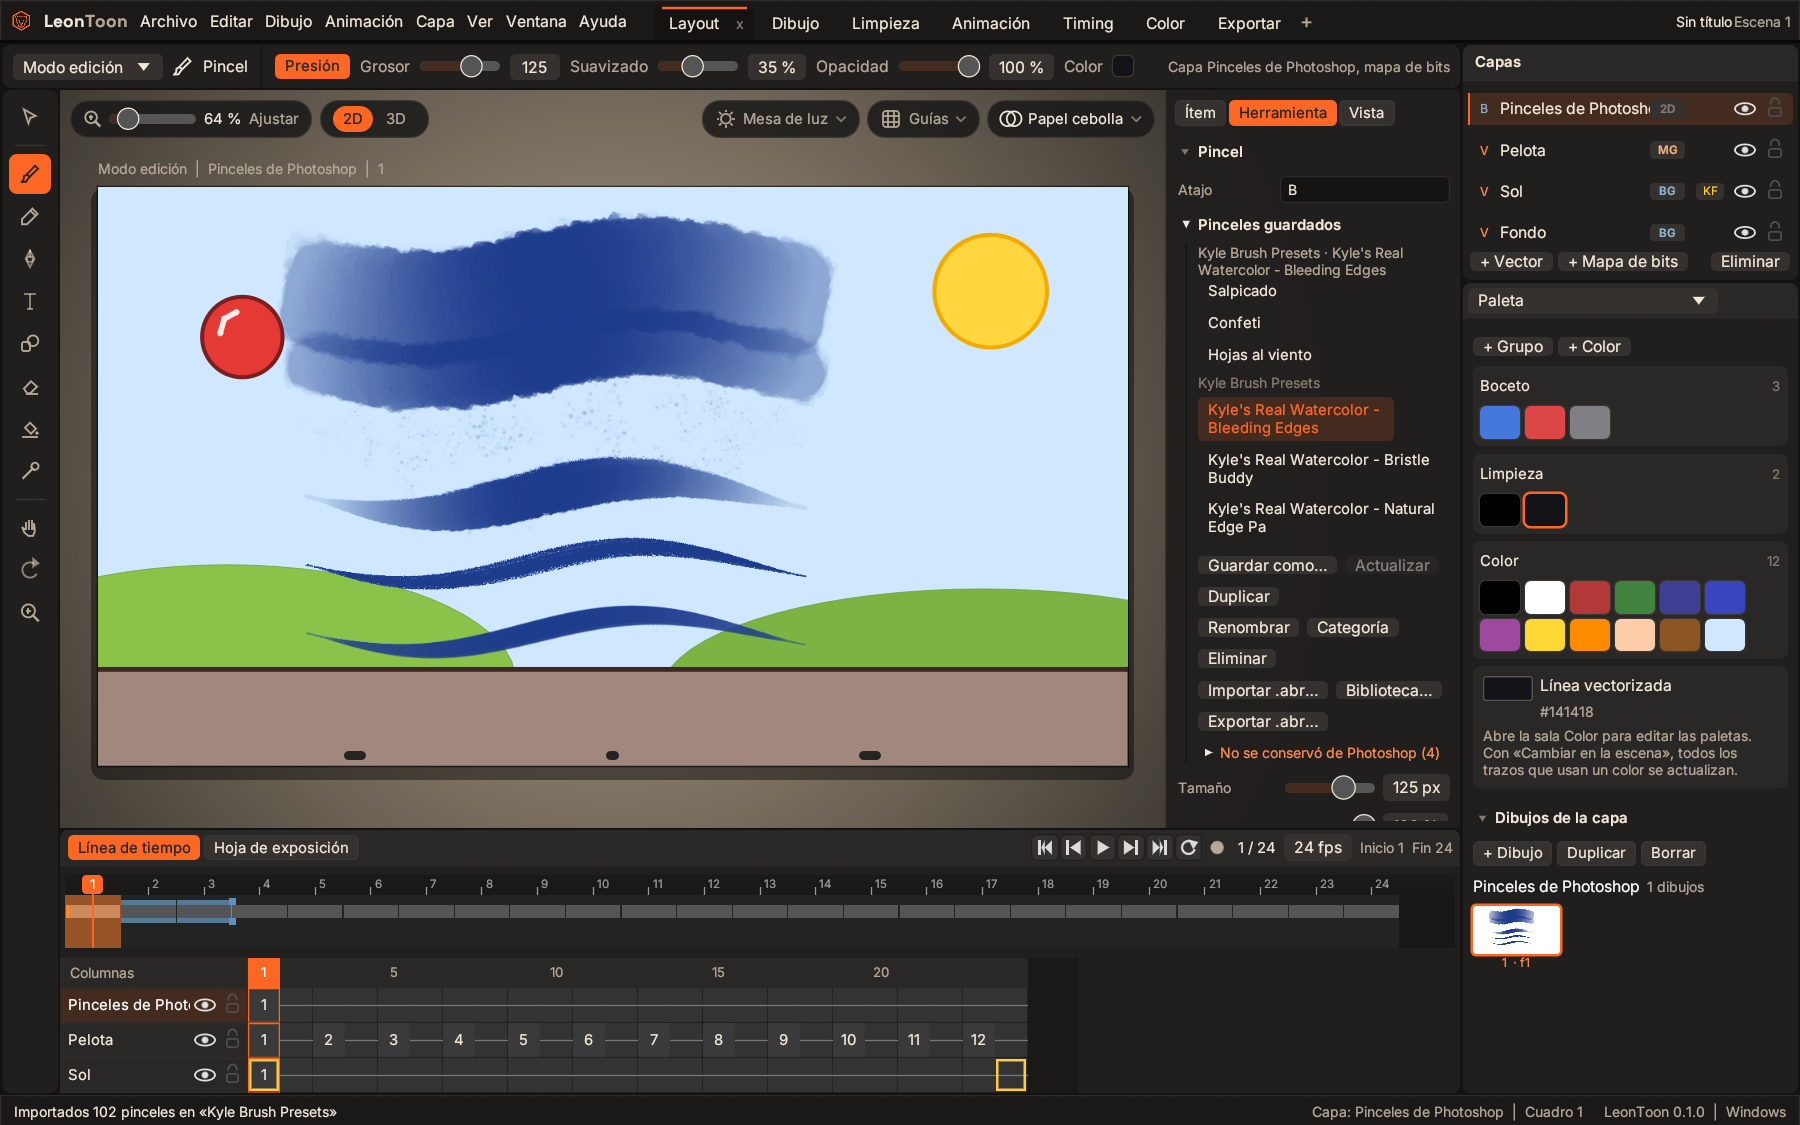 LeonToon Archivo Editar Dibujo Animación Capa Ver Ventana Ayuda Layout x Dibujo Limpieza Animación Timing Color Exportar + Sin título Escena 1
Modo edición Pincel Presión Grosor 125 Suavizado 35 % Opacidad 100 % Color Capa Pinceles de Photoshop, mapa de bits
64 % Ajustar 2D 3D Mesa de luz Guías Papel cebolla
Modo edición | Pinceles de Photoshop | 1
Ítem Herramienta Vista
Pincel
Atajo B
Pinceles guardados
Kyle Brush Presets · Kyle's Real
Watercolor - Bleeding Edges
Salpicado
Confeti
Hojas al viento
Kyle Brush Presets
Kyle's Real Watercolor -
Bleeding Edges
Kyle's Real Watercolor - Bristle
Buddy
Kyle's Real Watercolor - Natural
Edge Pa
Guardar como... Actualizar
Duplicar
Renombrar Categoría
Eliminar
Importar .abr... Biblioteca...
Exportar .abr...
No se conservó de Photoshop (4)
Tamaño 125 px
Capas
B Pinceles de Photosh 2D
V Pelota MG
V Sol BG KF
V Fondo BG
+ Vector + Mapa de bits Eliminar
Paleta
+ Grupo + Color
Boceto 3
Limpieza 2
Color 12
Línea vectorizada
#141418
Abre la sala Color para editar las paletas.
Con «Cambiar en la escena», todos los
trazos que usan un color se actualizan.
Dibujos de la capa
+ Dibujo Duplicar Borrar
Pinceles de Photoshop 1 dibujos
1 · f1
Línea de tiempo Hoja de exposición 1 / 24 24 fps Inicio 1 Fin 24
1 2 3 4 5 6 7 8 9 10 11 12 13 14 15 16 17 18 19 20 21 22 23 24
Columnas 1 5 10 15 20
Pinceles de Phot 1
Pelota 1 2 3 4 5 6 7 8 9 10 11 12
Sol 1
Importados 102 pinceles en «Kyle Brush Presets» Capa: Pinceles de Photoshop | Cuadro 1 LeonToon 0.1.0 | Windows